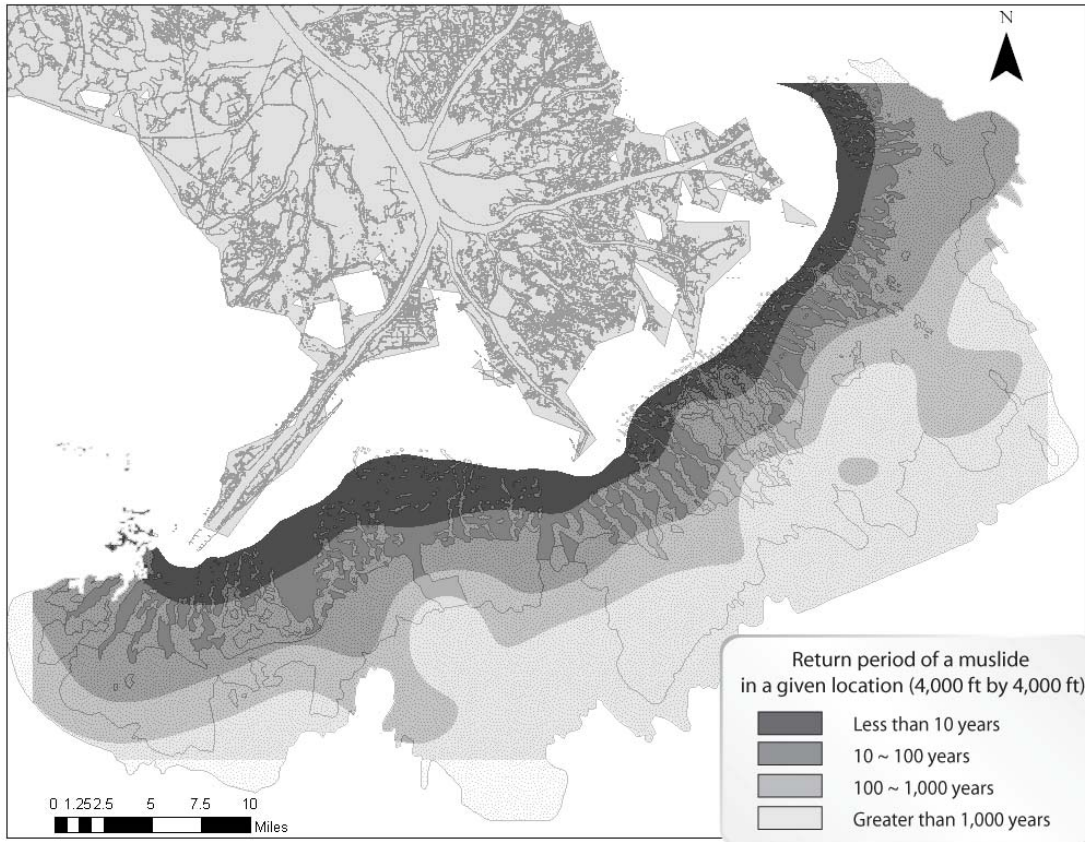 N
Return period of a muslide
in a given location (4,000 ft by 4,000 ft)
Less than 10 years
10 ~ 100 years
100 ~ 1,000 years
Greater than 1,000 years
0 1.25 2.5 5 7.5 10
Miles